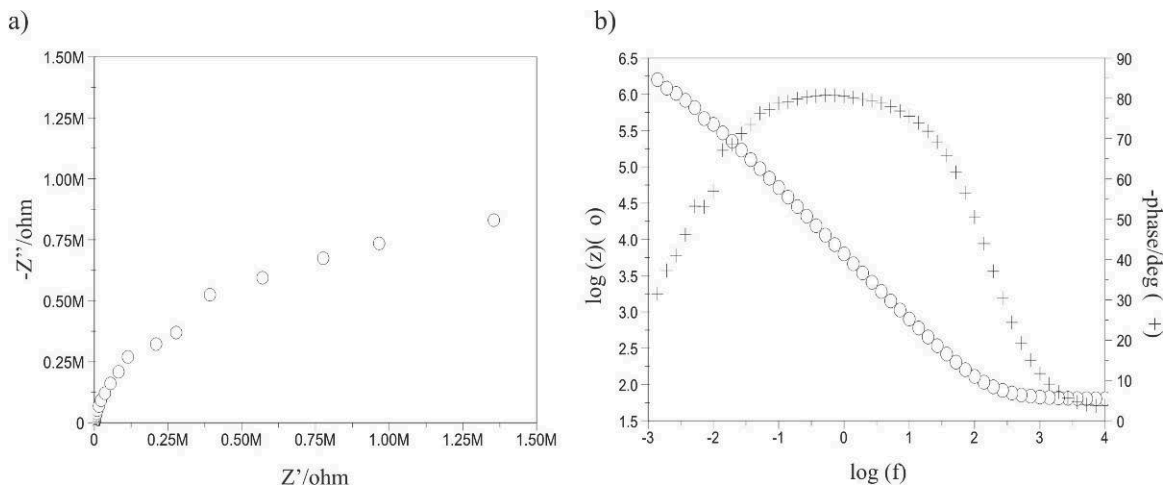 a)
1.50M
1.25M
1.00M
0.75M
0.50M
0.25M
0
-Z''/ohm
0 0.25M 0.50M 0.75M 1.00M 1.25M 1.50M
Z'/ohm
b)
6.5
6.0
5.5
5.0
4.5
4.0
3.5
3.0
2.5
2.0
1.5
log (z)( o)
90
80
70
60
50
40
30
20
10
0
-phase/deg ( +)
-3 -2 -1 0 1 2 3 4
log (f)